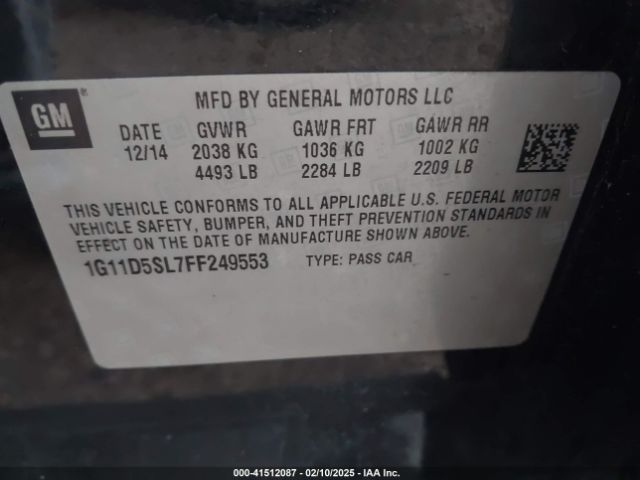 GM
MFD BY GENERAL MOTORS LLC
DATE GVWR GAWR FRT GAWR RR
12/14 2038 KG 1036 KG 1002 KG
4493 LB 2284 LB 2209 LB
THIS VEHICLE CONFORMS TO ALL APPLICABLE U.S. FEDERAL MOTOR
VEHICLE SAFETY, BUMPER, AND THEFT PREVENTION STANDARDS IN
EFFECT ON THE DATE OF MANUFACTURE SHOWN ABOVE.
1G11D5SL7FF249553 TYPE: PASS CAR
000-41512087 - 02/10/2025 - IAA Inc.